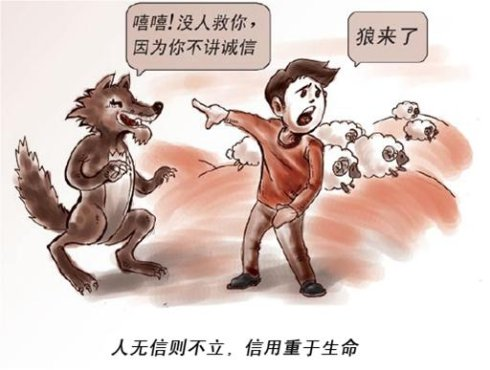 嘻嘻!没人救你，
因为你不讲诚信
狼来了
人无信则不立，信用重于生命